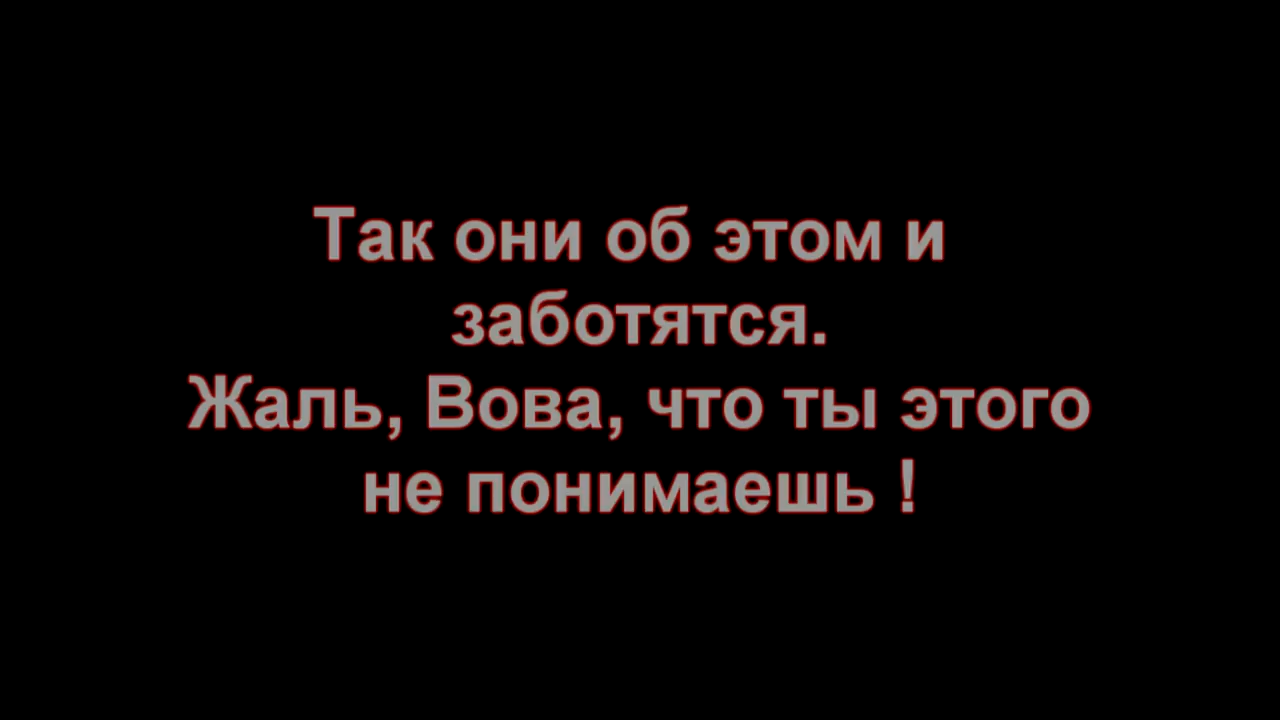 Так они об этом и
заботятся.
Жаль, Вова, что ты этого
не понимаешь !